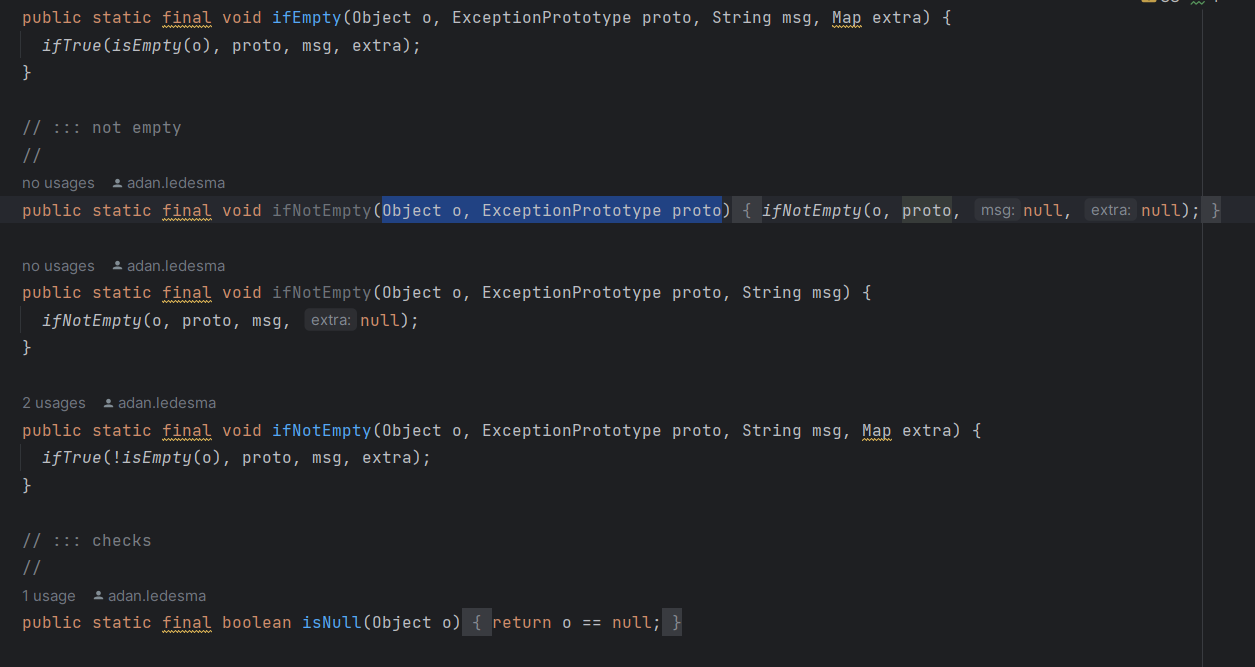 public static final void ifEmpty(Object o, ExceptionPrototype proto, String msg, Map extra) {
ifTrue(isEmpty(o), proto, msg, extra);
}
// ::: not empty
//
no usages adan.ledesma
public static final void ifNotEmpty(Object o, ExceptionPrototype proto) { ifNotEmpty(o, proto, msg: null, extra: null); }
no usages adan.ledesma
public static final void ifNotEmpty(Object o, ExceptionPrototype proto, String msg) {
ifNotEmpty(o, proto, msg, extra: null);
}
2 usages adan.ledesma
public static final void ifNotEmpty(Object o, ExceptionPrototype proto, String msg, Map extra) {
ifTrue(!isEmpty(o), proto, msg, extra);
}
// ::: checks
//
1 usage adan.ledesma
public static final boolean isNull(Object o) { return o == null; }